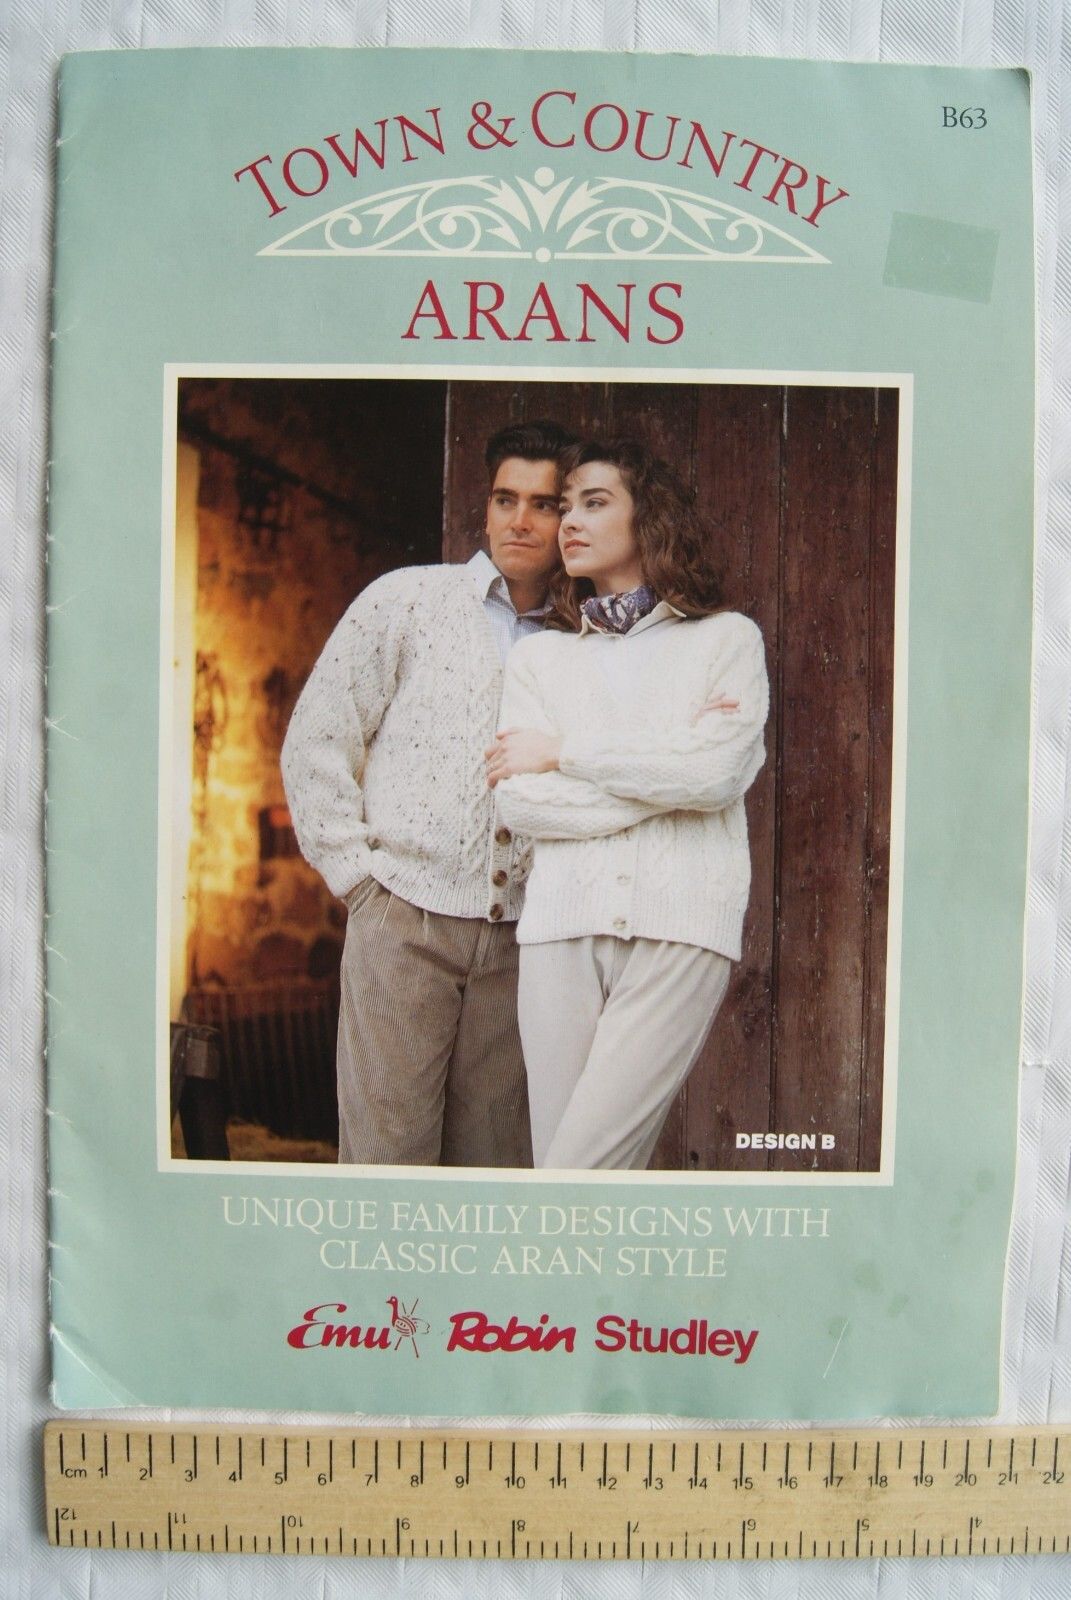 B63
TOWN & COUNTRY
ARANS
DESIGN B
UNIQUE FAMILY DESIGNS WITH
CLASSIC ARAN STYLE
Emu Robin Studley
cm 1 2 3 4 5 6 7 8 9 10 11 12 13 14 15 16 17 18 19 20 21 22
12 11 10 9 8 7 6 5 4